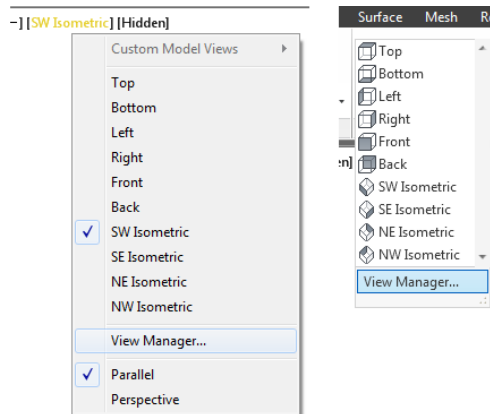 −] [SW Isometric] [Hidden]
Custom Model Views
Top
Bottom
Left
Right
Front
Back
SW Isometric
SE Isometric
NE Isometric
NW Isometric
View Manager...
Parallel
Perspective
Surface Mesh
Top
Bottom
Left
Right
Front
en] Back
SW Isometric
SE Isometric
NE Isometric
NW Isometric
View Manager...